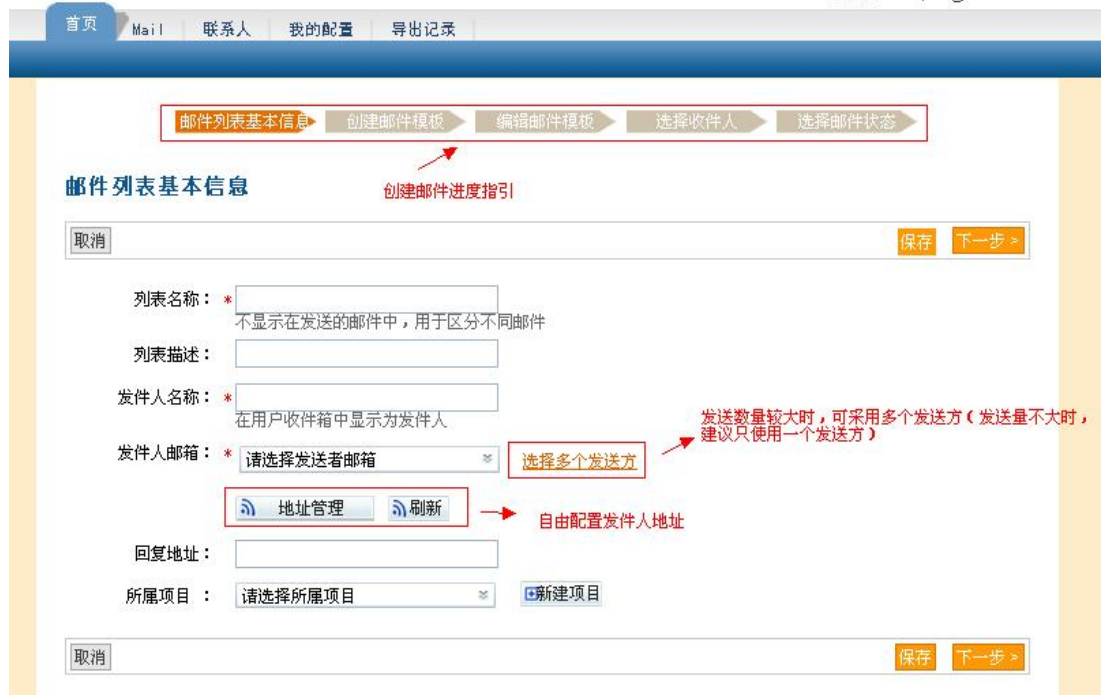 首页 Mail 联系人 我的配置 导出记录
邮件列表基本信息 创建邮件模板 编辑邮件模板 选择收件人 选择邮件状态
邮件列表基本信息
创建邮件进度指引
取消 保存 下一步 >
列表名称： *
不显示在发送的邮件中，用于区分不同邮件
列表描述：
发件人名称： *
在用户收件箱中显示为发件人
发送数量较大时，可采用多个发送方（发送量不大时，
建议只使用一个发送方）
发件人邮箱： * 请选择发送者邮箱 选择多个发送方
地址管理 刷新
自由配置发件人地址
回复地址：
所属项目 ： 请选择所属项目 新建项目
取消 保存 下一步 >